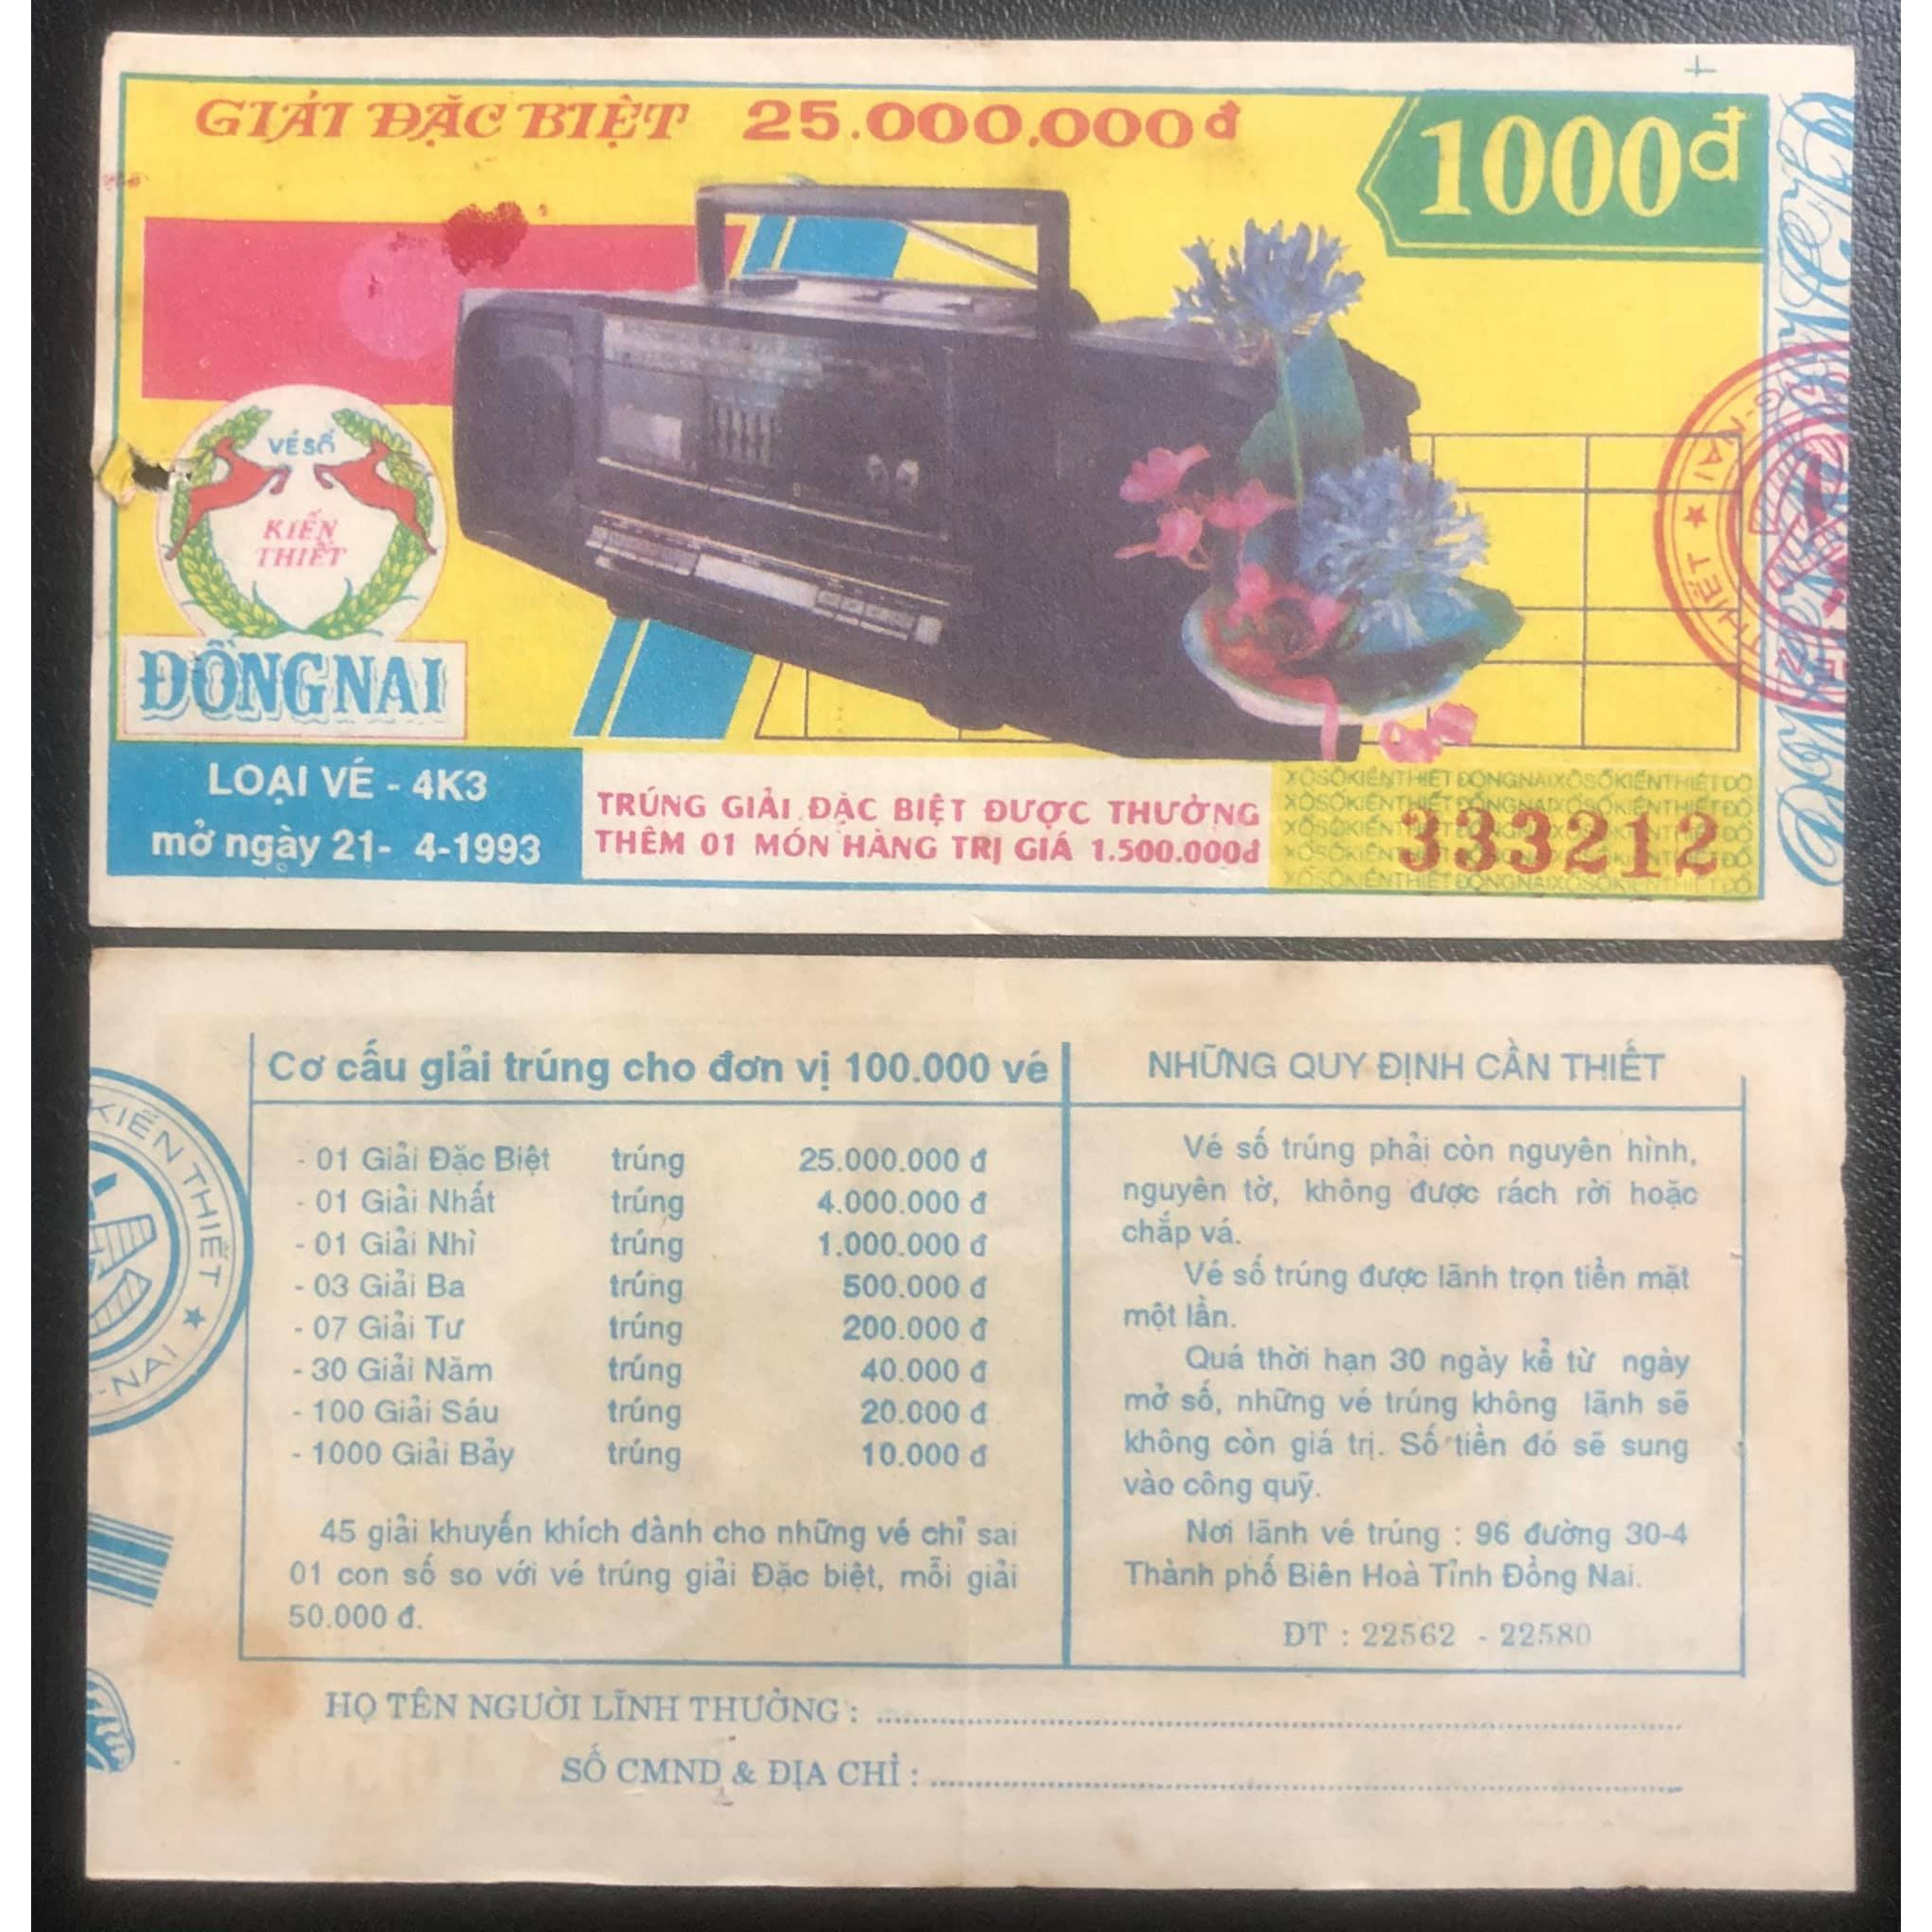 GIẢI ĐẶC BIỆT 25.000.000đ
1000đ
VÉ SỐ
KIẾN
THIẾT
ĐỒNG NAI
LOẠI VÉ - 4K3
mở ngày 21- 4-1993
TRÚNG GIẢI ĐẶC BIỆT ĐƯỢC THƯỞNG
THÊM 01 MÓN HÀNG TRỊ GIÁ 1.500.000đ
XỔSỐKIẾNTHIẾTĐỒNGNAIXỔSỐKIẾNTHIẾTĐỒ
XỔSỐKIẾNTHIẾTĐỒNGNAIXỔSỐKIẾNTHIẾTĐỒ
XỔSỐKIẾNTHIẾTĐỒNGNAIXỔSỐKIẾNTHIẾTĐỒ
XỔSỐKIẾNTHIẾTĐỒNGNAIXỔSỐKIẾNTHIẾTĐỒ
XỔSỐKIẾNTHIẾTĐỒNGNAIXỔSỐKIẾNTHIẾTĐỒ
333212
G-NAI ★ THIẾT
KIẾN THIẾT ★
-NAI
Cơ cấu giải trúng cho đơn vị 100.000 vé
- 01 Giải Đặc Biệt trúng 25.000.000 đ
- 01 Giải Nhất trúng 4.000.000 đ
- 01 Giải Nhì trúng 1.000.000 đ
- 03 Giải Ba trúng 500.000 đ
- 07 Giải Tư trúng 200.000 đ
- 30 Giải Năm trúng 40.000 đ
- 100 Giải Sáu trúng 20.000 đ
- 1000 Giải Bảy trúng 10.000 đ
45 giải khuyến khích dành cho những vé chỉ sai
01 con số so với vé trúng giải Đặc biệt, mỗi giải
50.000 đ.
NHỮNG QUY ĐỊNH CẦN THIẾT
Vé số trúng phải còn nguyên hình,
nguyên tờ, không được rách rời hoặc
chắp vá.
Vé số trúng được lãnh trọn tiền mặt
một lần.
Quá thời hạn 30 ngày kể từ ngày
mở số, những vé trúng không lãnh sẽ
không còn giá trị. Số tiền đó sẽ sung
vào công quỹ.
Nơi lãnh vé trúng : 96 đường 30-4
Thành phố Biên Hoà Tỉnh Đồng Nai.
ĐT : 22562 - 22580
HỌ TÊN NGƯỜI LĨNH THƯỞNG :
SỐ CMND & ĐỊA CHỈ :